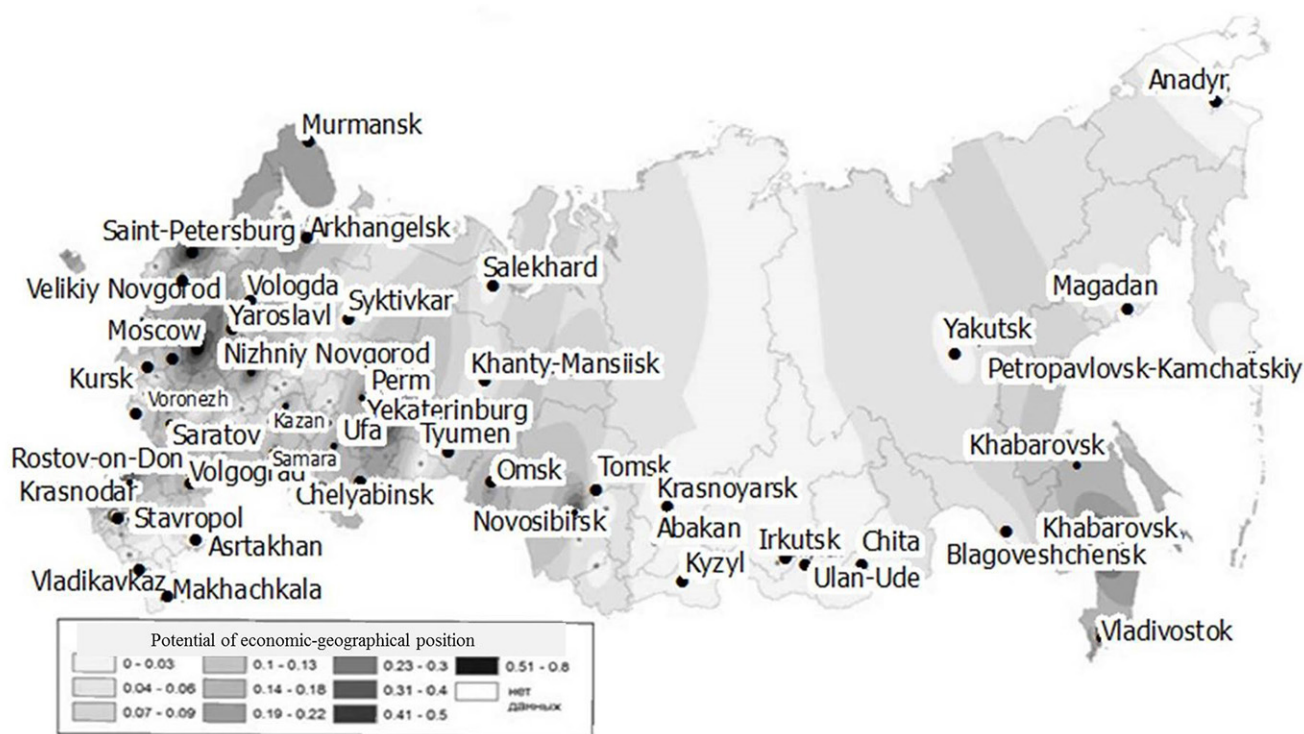 Anadyr,
Murmansk
Saint-Petersburg
Arkhangelsk
Salekhard
Velikiy Novgorod
Vologda
Syktivkar
Magadan
Yaroslavl
Moscow
Yakutsk
Nizhniy Novgorod
Khanty-Mansiisk
Petropavlovsk-Kamchatskiy
Kursk
Perm
Voronezh
Yekaterinburg
Kazan
Ufa
Tyumen
Saratov
Khabarovsk
Rostov-on-Don
Samara
Volgograd
Omsk
Tomsk
Krasnodar
Chelyabinsk
Krasnoyarsk
Stavropol
Novosibirsk
Abakan
Khabarovsk,
Asrtakhan
Irkutsk
Chita
Blagoveshchensk
Kyzyl
Ulan-Ude
Vladikavkaz
Makhachkala
Vladivostok
Potential of economic-geographical position
0 - 0.03
0.1 - 0.13
0.23 - 0.3
0.51 - 0.8
0.04 - 0.06
0.14 - 0.18
0.31 - 0.4
нет
данных
0.07 - 0.09
0.19 - 0.22
0.41 - 0.5